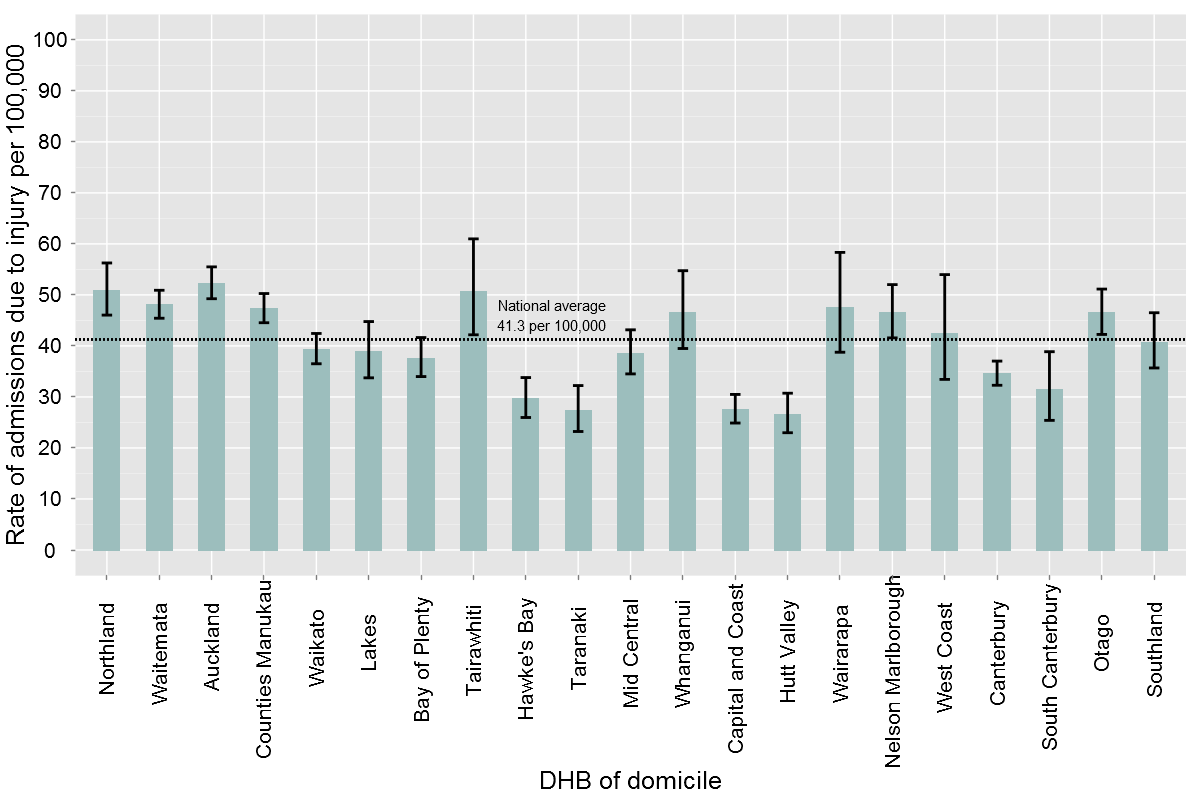 Rate of admissions due to injury per 100,000
100
90
80
70
60
50
40
30
20
10
0
National average
41.3 per 100,000
Northland
Waitemata
Auckland
Counties Manukau
Waikato
Lakes
Bay of Plenty
Tairawhiti
Hawke's Bay
Taranaki
Mid Central
Whanganui
Capital and Coast
Hutt Valley
Wairarapa
Nelson Marlborough
West Coast
Canterbury
South Canterbury
Otago
Southland
DHB of domicile